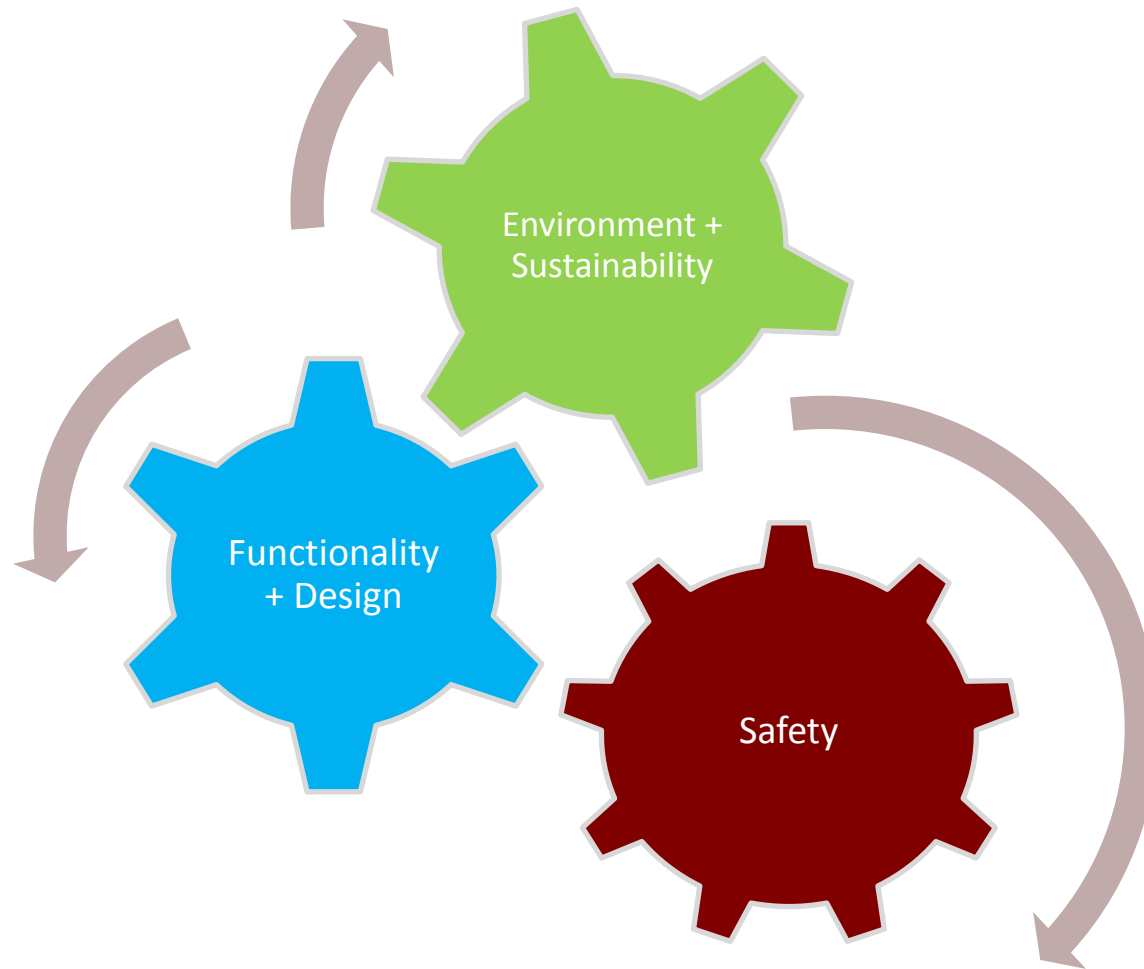 Environment +
Sustainability
Functionality
+ Design
Safety